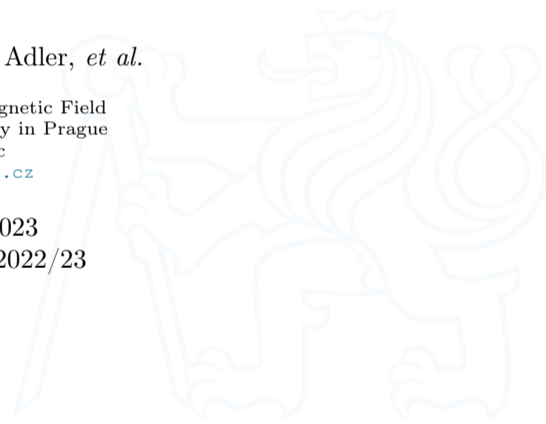 Adler, et al.
gnetic Field
y in Prague
c
.cz
023
2022/23